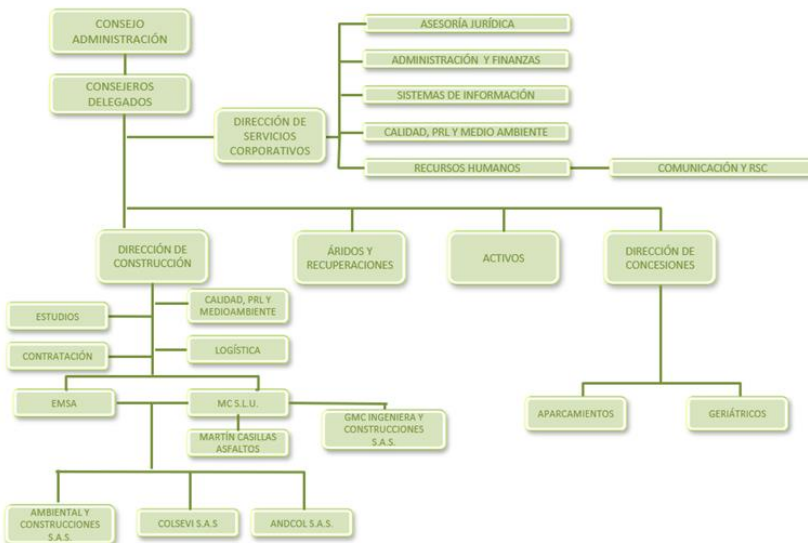 CONSEJO
ADMINISTRACIÓN
CONSEJEROS
DELEGADOS
DIRECCIÓN DE
SERVICIOS
CORPORATIVOS
ASESORÍA JURÍDICA
ADMINISTRACIÓN Y FINANZAS
SISTEMAS DE INFORMACIÓN
CALIDAD, PRL Y MEDIO AMBIENTE
RECURSOS HUMANOS
COMUNICACIÓN Y RSC
DIRECCIÓN DE
CONSTRUCCIÓN
ÁRIDOS Y
RECUPERACIONES
ACTIVOS
DIRECCIÓN DE
CONCESIONES
ESTUDIOS
CALIDAD, PRL Y
MEDIOAMBIENTE
CONTRATACIÓN
LOGÍSTICA
EMSA
MC S.L.U.
MARTÍN CASILLAS
ASFALTOS
GMC INGENIERA Y
CONSTRUCCIONES
S.A.S.
APARCAMIENTOS
GERIÁTRICOS
AMBIENTAL Y
CONSTRUCCIONES
S.A.S.
COLSEVI S.A.S
ANDCOL S.A.S.